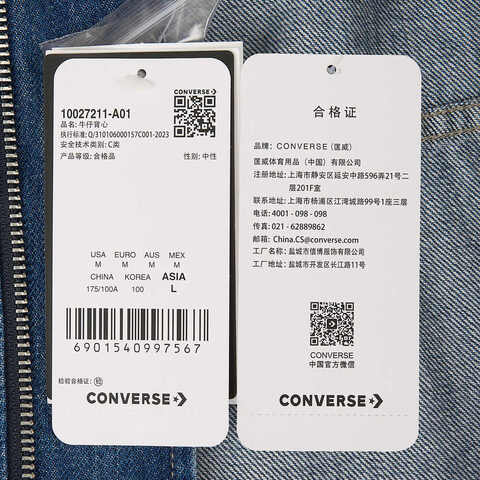 CONVERSE
10027211-A01
品名: 牛仔背心
执行标准: Q/310106000157C001-2023
安全技术类别: C类
产品等级: 合格品 性别: 中性
USA EURO AUS MEX
M M M M
CHINA KOREA ASIA
175/100A 100 L
6901540997567
检验合格证: 检
CONVERSE
合格证
品牌: CONVERSE (匡威)
匡威体育用品 (中国) 有限公司
注册地址: 上海市静安区延安中路596弄21号二
层201F室
联系地址: 上海市杨浦区江湾城路99号1座三层
电话: 4001 - 098 - 098
传真: 021 - 62889862
邮箱: China.CS@converse.com
工厂名称: 盐城市信博服饰有限公司
工厂地址: 盐城市开发区长江路11号
CONVERSE
中国官方微信
CONVERSE